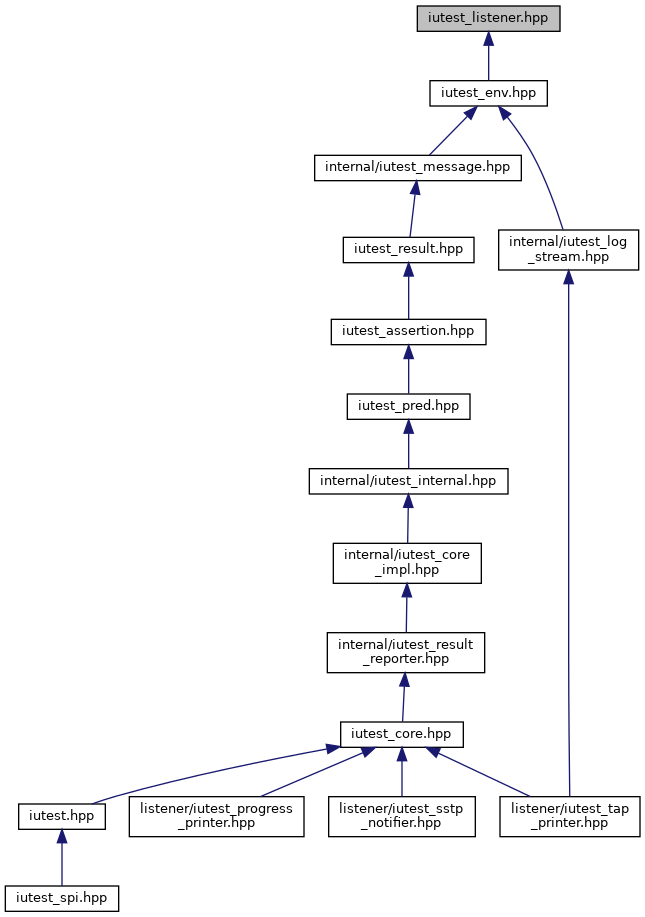 iutest_listener.hpp
iutest_env.hpp
internal/iutest_message.hpp
internal/iutest_log
_stream.hpp
iutest_result.hpp
iutest_assertion.hpp
iutest_pred.hpp
internal/iutest_internal.hpp
internal/iutest_core
_impl.hpp
internal/iutest_result
_reporter.hpp
iutest_core.hpp
iutest.hpp
listener/iutest_progress
_printer.hpp
listener/iutest_sstp
_notifier.hpp
listener/iutest_tap
_printer.hpp
iutest_spi.hpp